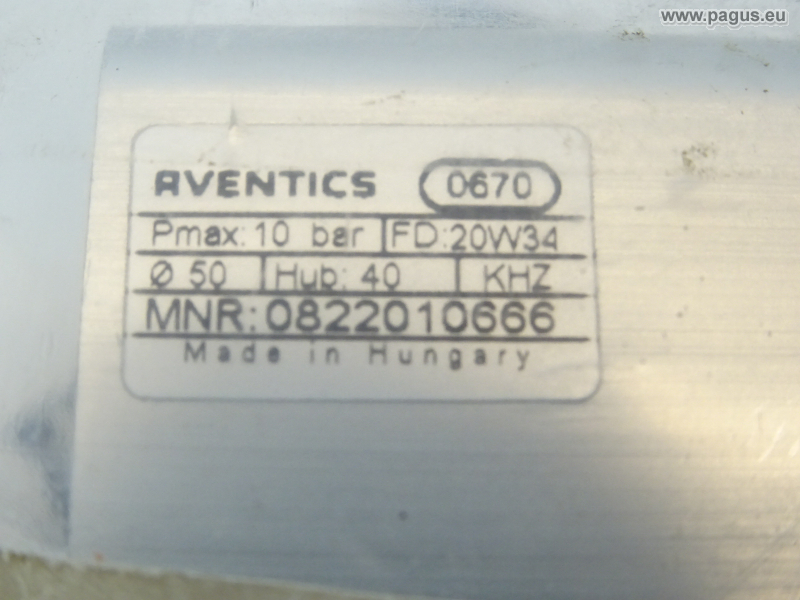 www.pagus.eu
AVENTICS 0670
Pmax: 10 bar FD:20W34
Ø 50 Hub: 40 KHZ
MNR:0822010666
Made in Hungary